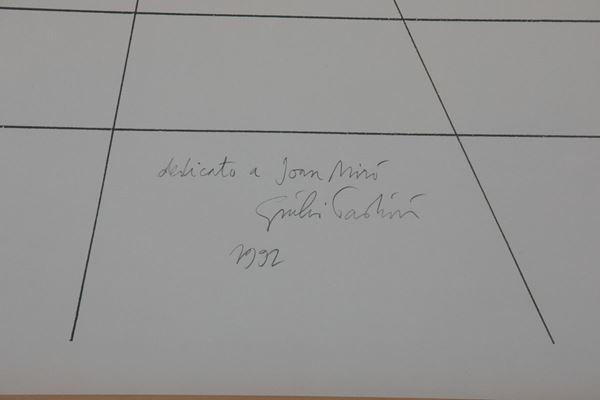 dedicato a Joan Miró
Giulio Paolini
1992